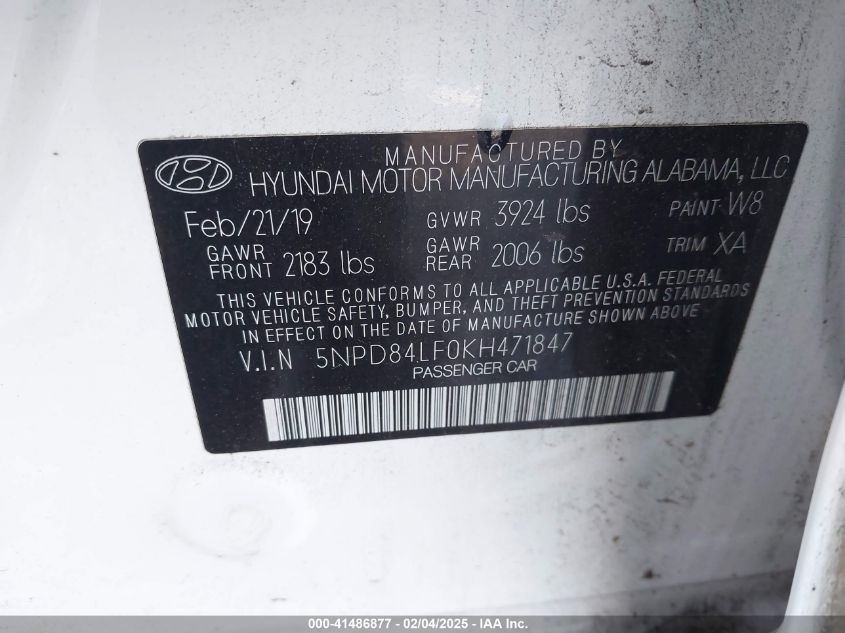 MANUFACTURED BY
HYUNDAI MOTOR MANUFACTURING ALABAMA, LLC
Feb/21/19 GVWR 3924 lbs PAINT W8
GAWR FRONT 2183 lbs GAWR REAR 2006 lbs TRIM XA
THIS VEHICLE CONFORMS TO ALL APPLICABLE U.S.A. FEDERAL
MOTOR VEHICLE SAFETY, BUMPER, AND THEFT PREVENTION STANDARDS
IN EFFECT ON THE DATE OF MANUFACTURE SHOWN ABOVE.
V.I.N 5NPD84LF0KH471847
PASSENGER CAR
000-41486877 - 02/04/2025 - IAA Inc.